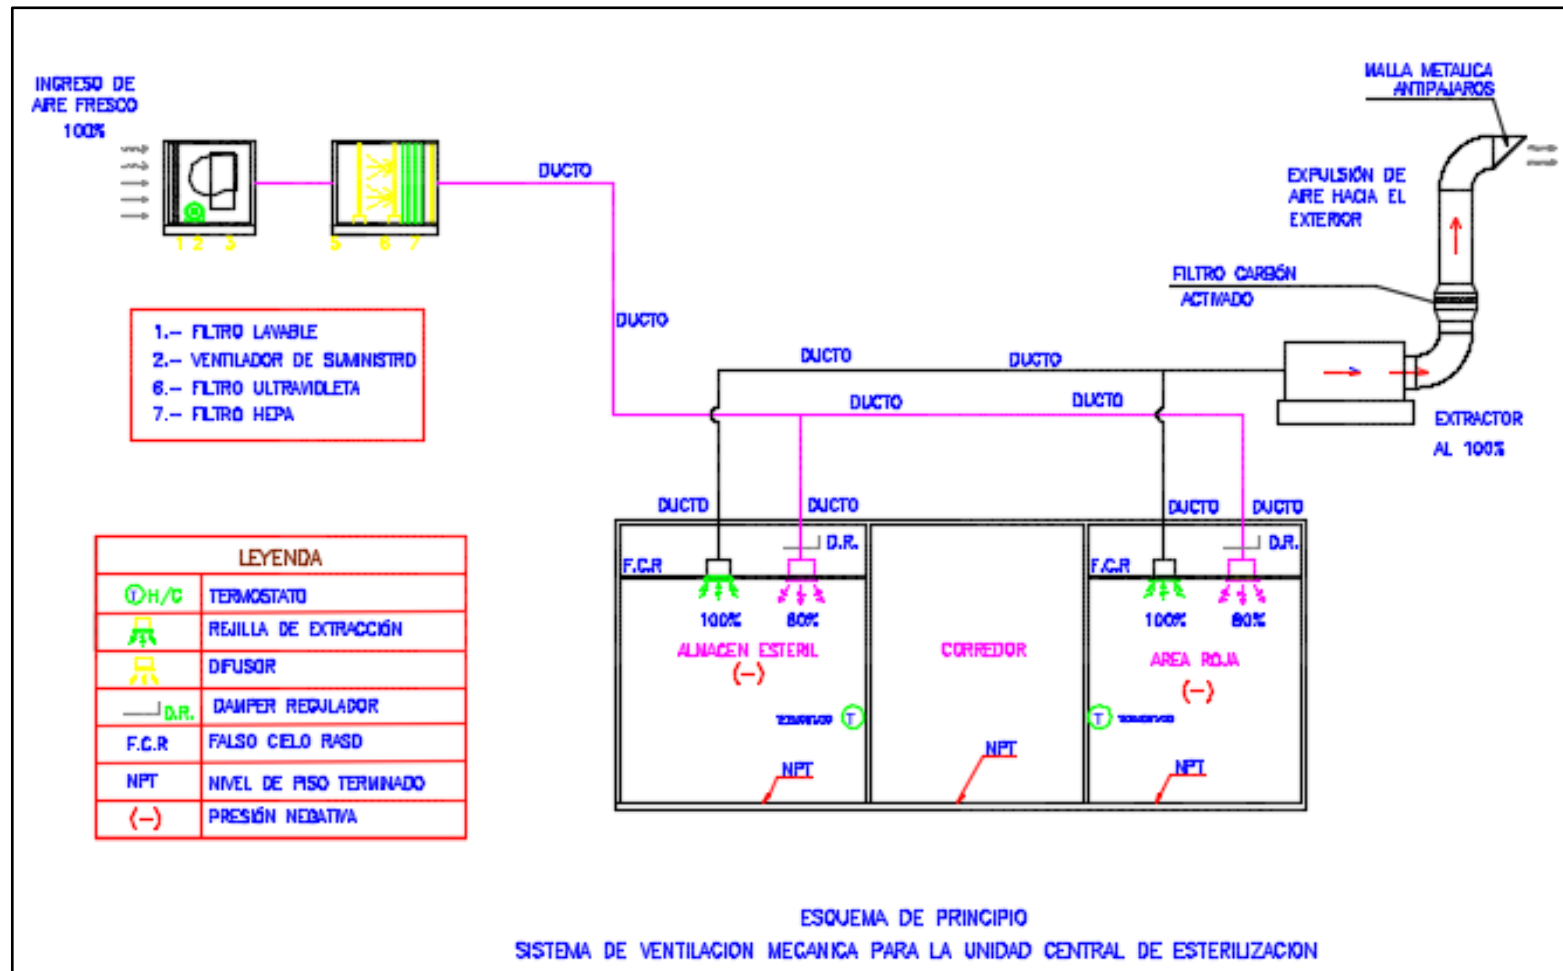 INGRESO DE
AIRE FRESCO
100%
1 2 3
5 6 7
DUCTO
MALLA METALICA
ANTIPAJAROS
EXPULSIÓN DE
AIRE HACIA EL
EXTERIOR
FILTRO CARBÓN
ACTIVADO
1.- FILTRO LAVABLE
2.- VENTILADOR DE SUMINISTRO
6.- FILTRO ULTRAVIOLETA
7.- FILTRO HEPA
DUCTO
DUCTO
DUCTO
DUCTO
DUCTO
EXTRACTOR
AL 100%
DUCTO
DUCTO
DUCTO
DUCTO
D.R.
D.R.
F.C.R
F.C.R
100%
80%
100%
80%
ALMACEN ESTERIL
(-)
CORREDOR
AREA ROJA
(-)
T
T
NPT
NPT
NPT
LEYENDA
T H/C TERMOSTATO
REJILLA DE EXTRACCIÓN
DIFUSOR
D.R. DAMPER REGULADOR
F.C.R FALSO CIELO RASO
NPT NIVEL DE PISO TERMINADO
(-) PRESIÓN NEGATIVA
ESQUEMA DE PRINCIPIO
SISTEMA DE VENTILACION MECANICA PARA LA UNIDAD CENTRAL DE ESTERILIZACION